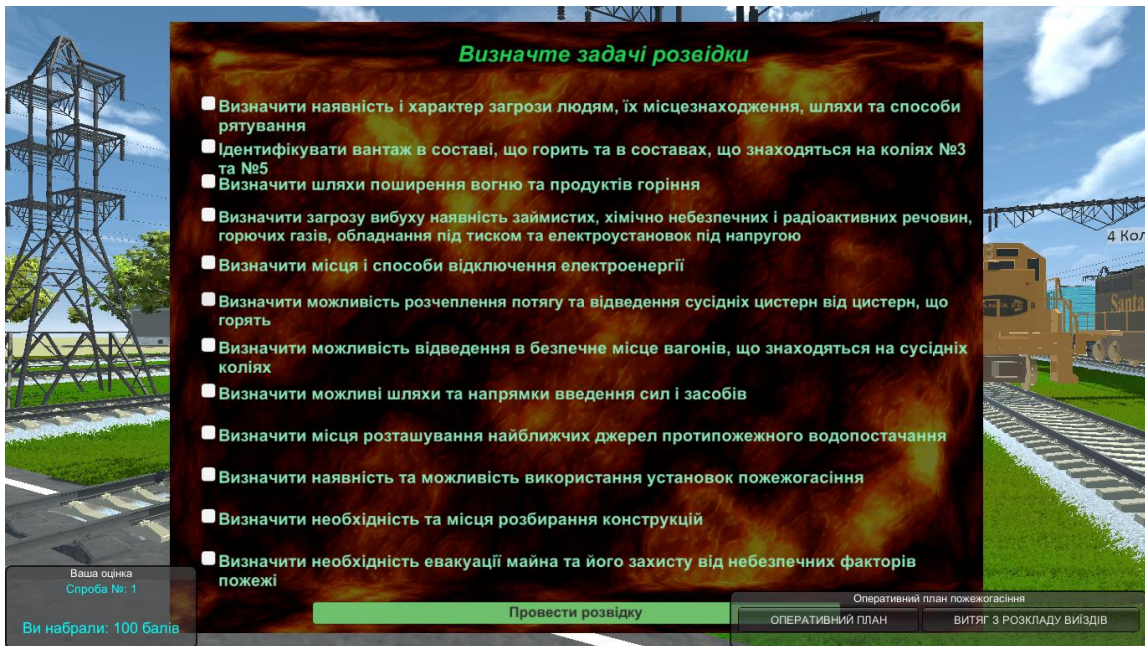 Визначте задачі розвідки
Визначити наявність і характер загрози людям, їх місцезнаходження, шляхи та способи
рятування
Ідентифікувати вантаж в составі, що горить та в составах, що знаходяться на коліях №3
та №5
Визначити шляхи поширення вогню та продуктів горіння
Визначити загрозу вибуху наявність займистих, хімічно небезпечних і радіоактивних речовин,
горючих газів, обладнання під тиском та електроустановок під напругою
4 Кол
Визначити місця і способи відключення електроенергії
Визначити можливість розчеплення потягу та відведення сусідніх цистерн від цистерн, що
горять
Santa
Визначити можливість відведення в безпечне місце вагонів, що знаходяться на сусідніх
коліях
Визначити можливі шляхи та напрямки введення сил і засобів
Визначити місця розташування найближчих джерел протипожежного водопостачання
Визначити наявність та можливість використання установок пожежогасіння
Визначити необхідність та місця розбирання конструкцій
Визначити необхідність евакуації майна та його захисту від небезпечних факторів
пожежі
Провести розвідку
Ваша оцінка
Спроба №: 1
Ви набрали: 100 балів
Оперативний план пожежогасіння
ОПЕРАТИВНИЙ ПЛАН
ВИТЯГ З РОЗКЛАДУ ВИЇЗДІВ